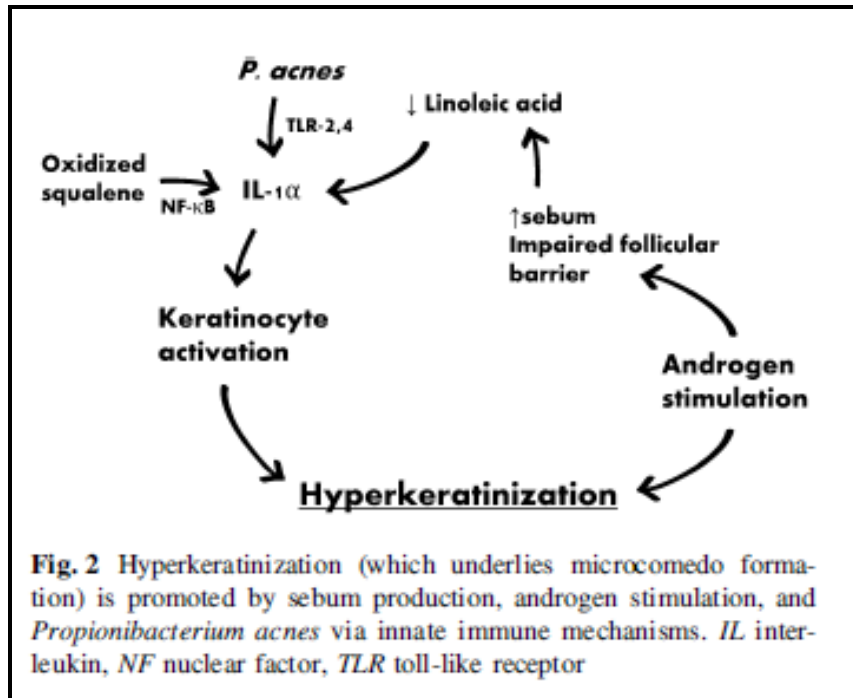 P. acnes
TLR-2,4
↓ Linoleic acid
Oxidized
squalene
NF-κB
IL-1α
↑sebum
Impaired follicular
barrier
Keratinocyte
activation
Androgen
stimulation
Hyperkeratinization
Fig. 2 Hyperkeratinization (which underlies microcomedo forma-
tion) is promoted by sebum production, androgen stimulation, and
Propionibacterium acnes via innate immune mechanisms. IL inter-
leukin, NF nuclear factor, TLR toll-like receptor